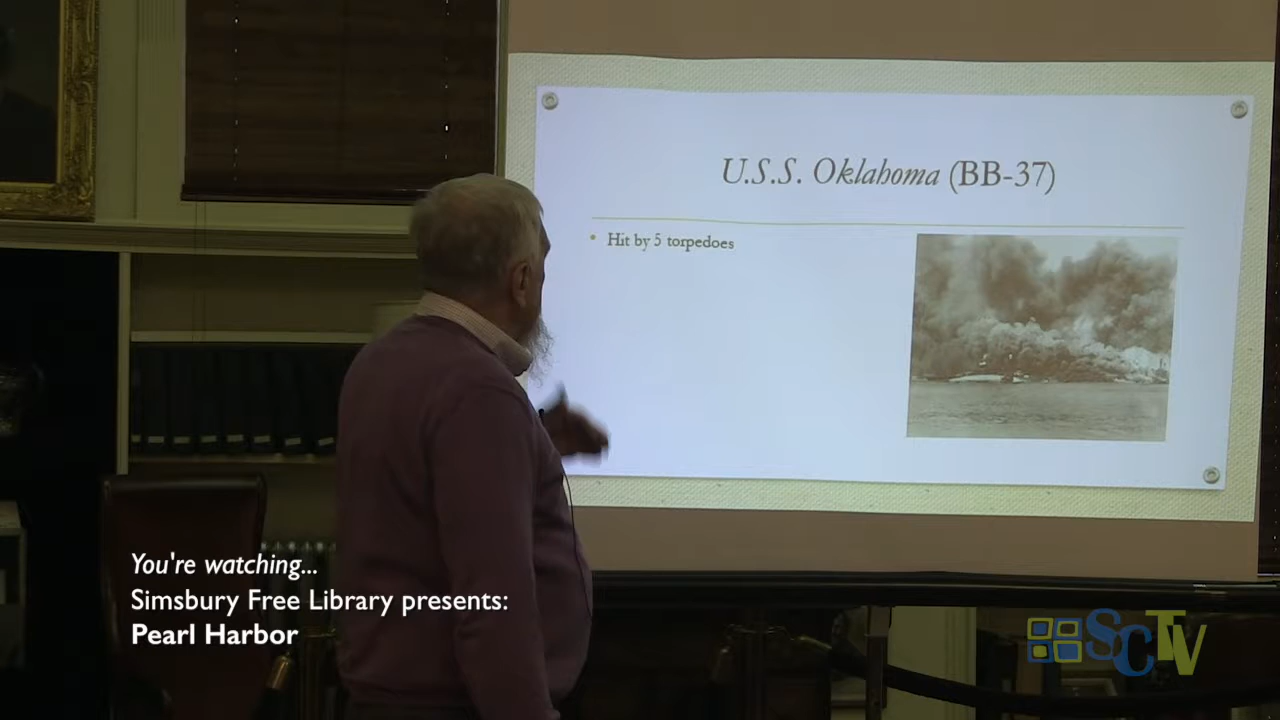 U.S.S. Oklahoma (BB-37)
• Hit by 5 torpedoes
You're watching...
Simsbury Free Library presents:
Pearl Harbor
SCTV